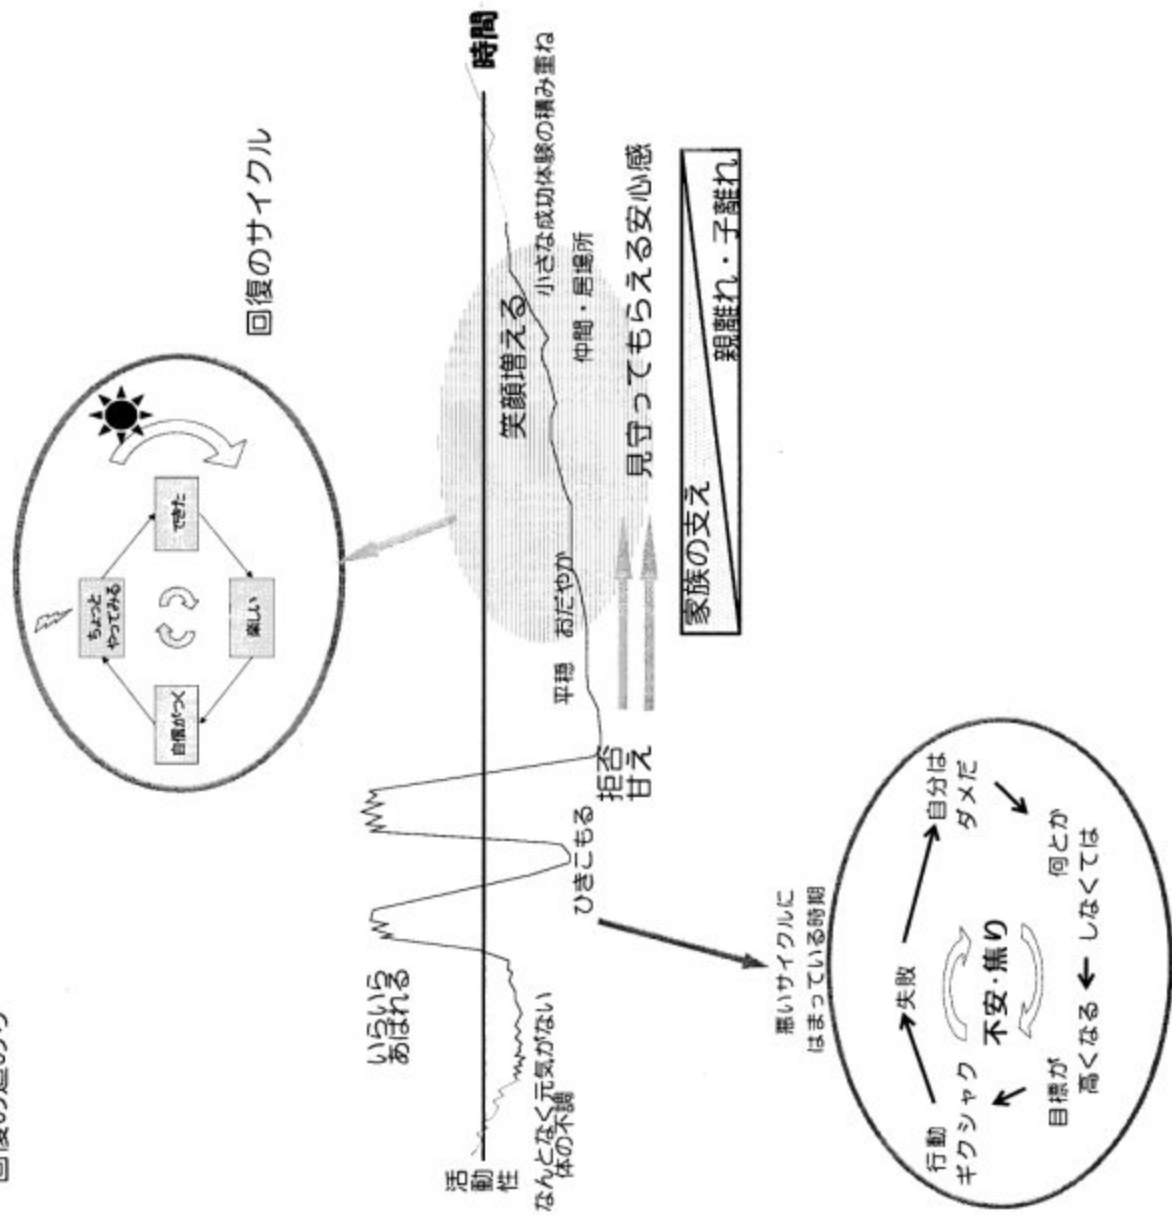 回復の道のり
回復のサイクル
ちょっと
やってみる
できた
楽しい
自信がつく
活動性
時間
いらいら
あばれる
なんとなく元気がない
体の不調
ひきこもる
拒否
甘え
平穏
おだやか
笑顔増える
小さな成功体験の積み重ね
仲間・居場所
見守ってもらえる安心感
家族の支え
親離れ・子離れ
悪いサイクルに
はまっている時期
失敗
自分は
ダメだ
何とか
しなくては
目標が
高くなる
行動
ギクシャク
不安・焦り